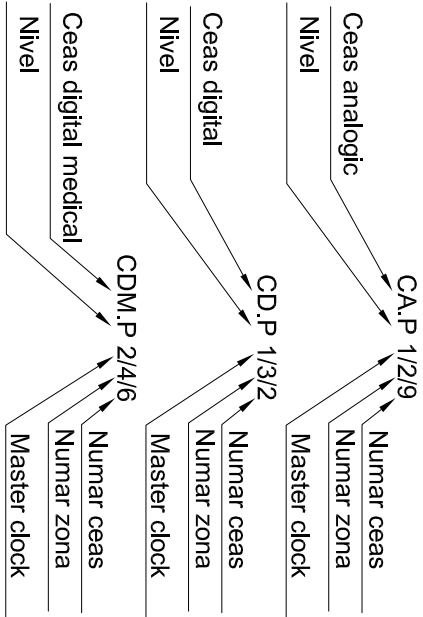 Ceas analogic
Nivel
CA.P 1/2/9
Numar ceas
Numar zona
Master clock
Ceas digital
Nivel
CD.P 1/3/2
Numar ceas
Numar zona
Master clock
Ceas digital medical
Nivel
CDM.P 2/4/6
Numar ceas
Numar zona
Master clock